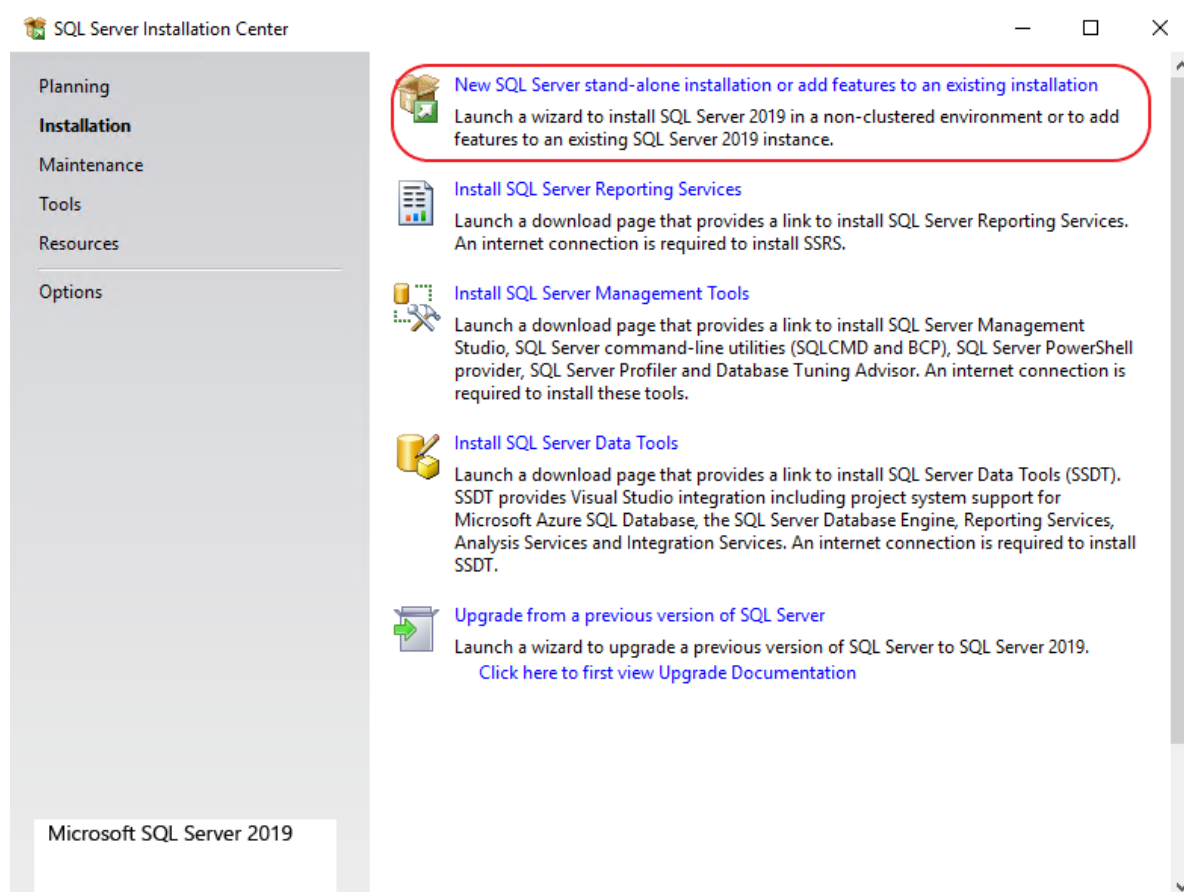 SQL Server Installation Center
Planning
Installation
Maintenance
Tools
Resources
Options
New SQL Server stand-alone installation or add features to an existing installation
Launch a wizard to install SQL Server 2019 in a non-clustered environment or to add
features to an existing SQL Server 2019 instance.
Install SQL Server Reporting Services
Launch a download page that provides a link to install SQL Server Reporting Services.
An internet connection is required to install SSRS.
Install SQL Server Management Tools
Launch a download page that provides a link to install SQL Server Management
Studio, SQL Server command-line utilities (SQLCMD and BCP), SQL Server PowerShell
provider, SQL Server Profiler and Database Tuning Advisor. An internet connection is
required to install these tools.
Install SQL Server Data Tools
Launch a download page that provides a link to install SQL Server Data Tools (SSDT).
SSDT provides Visual Studio integration including project system support for
Microsoft Azure SQL Database, the SQL Server Database Engine, Reporting Services,
Analysis Services and Integration Services. An internet connection is required to install
SSDT.
Upgrade from a previous version of SQL Server
Launch a wizard to upgrade a previous version of SQL Server to SQL Server 2019.
Click here to first view Upgrade Documentation
Microsoft SQL Server 2019